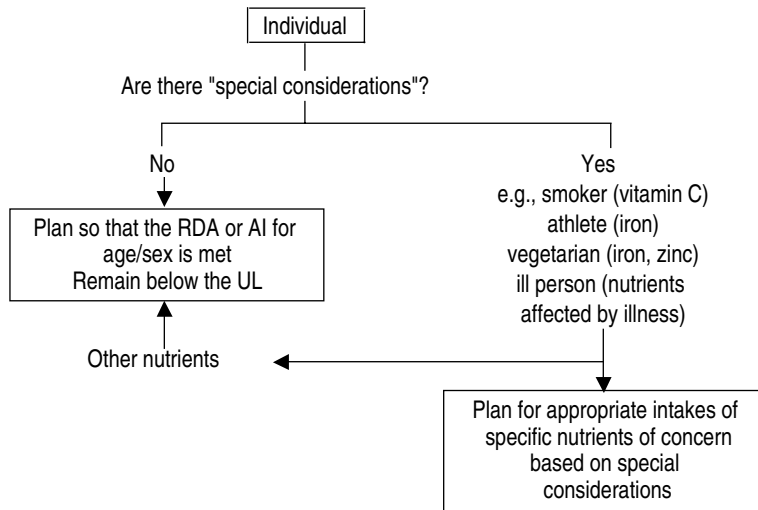 Individual
Are there "special considerations"?
No
Plan so that the RDA or AI for
age/sex is met
Remain below the UL
Other nutrients
Yes
e.g., smoker (vitamin C)
athlete (iron)
vegetarian (iron, zinc)
ill person (nutrients
affected by illness)
Plan for appropriate intakes of
specific nutrients of concern
based on special
considerations